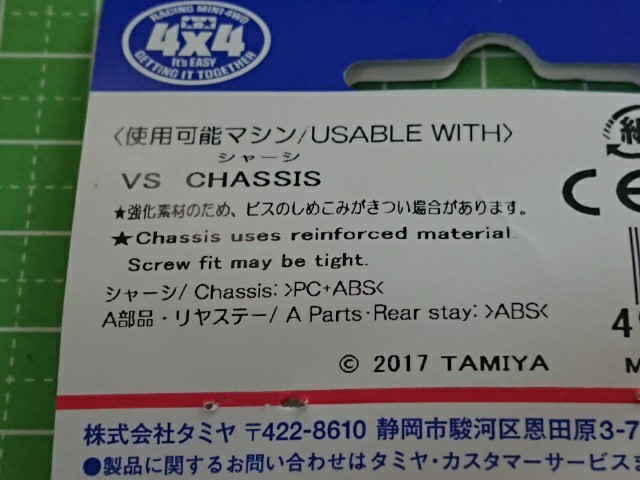 RACING MINI 4WD
4x4
It's EASY
GETTING IT TOGETHER
〈使用可能マシン/USABLE WITH〉
シャーシ
VS CHASSIS
★強化素材のため、ビスのしめこみがきつい場合があります。
★Chassis uses reinforced material.
Screw fit may be tight.
シャーシ/ Chassis: >PC+ABS<
A部品・リヤステー/ A Parts・Rear stay: >ABS<
© 2017 TAMIYA
紙
CE
4
M
株式会社タミヤ 〒422-8610 静岡市駿河区恩田原3-7
●製品に関するお問い合わせはタミヤ・カスタマーサービスま